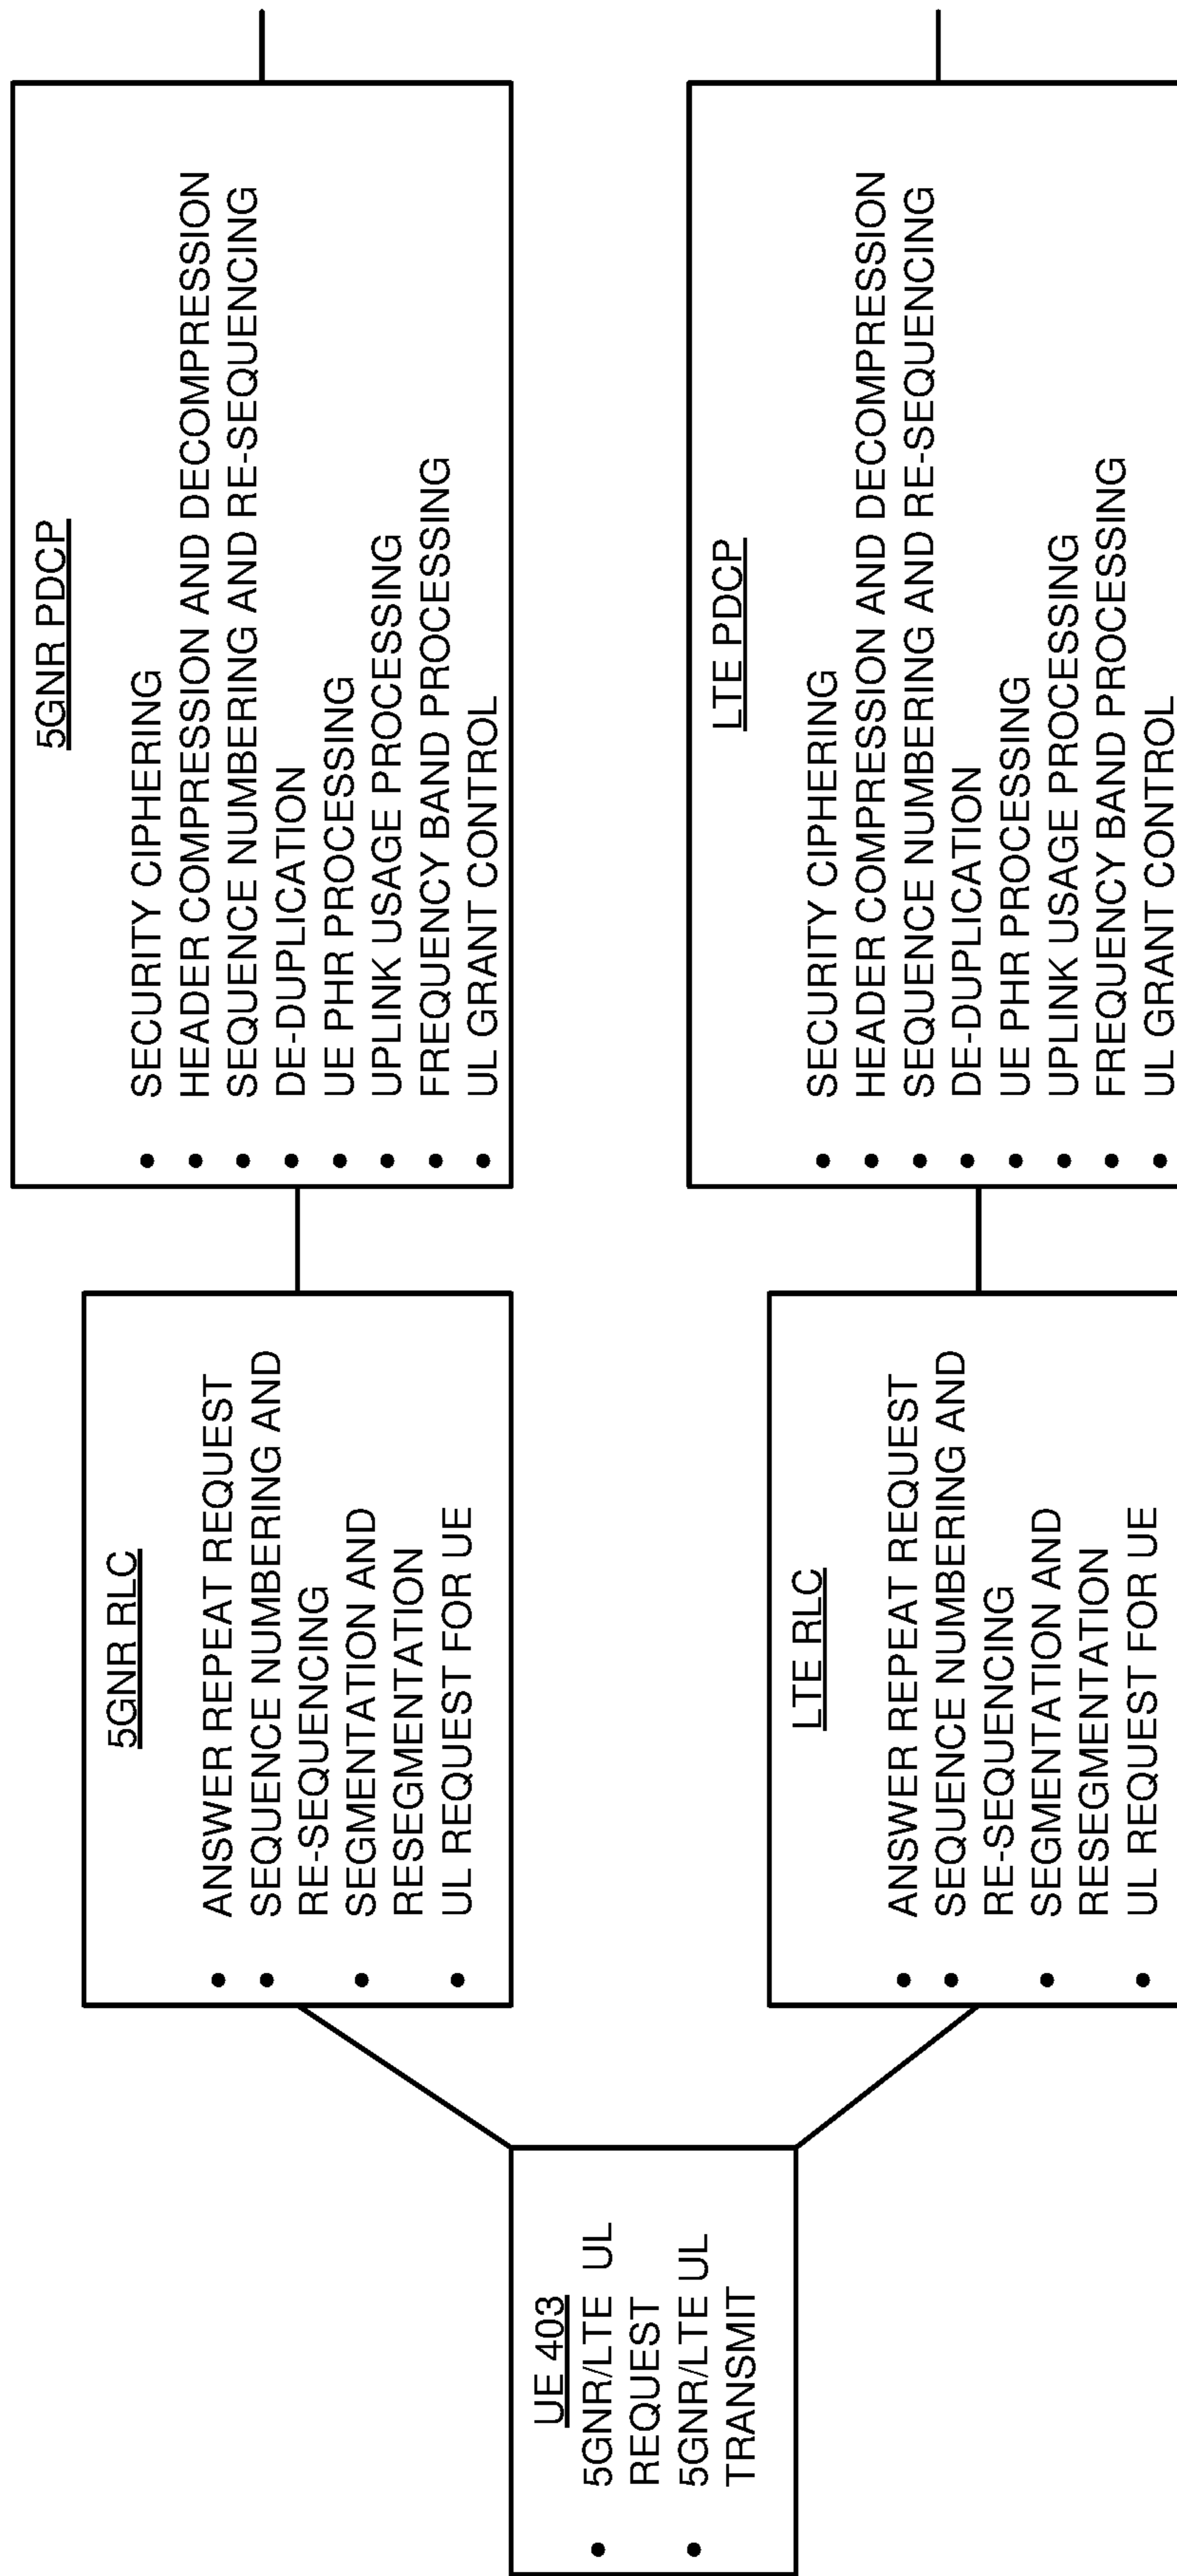 UE 403
• 5GNR/LTE UL
REQUEST
• 5GNR/LTE UL
TRANSMIT
5GNR RLC
• ANSWER REPEAT REQUEST
• SEQUENCE NUMBERING AND
RE-SEQUENCING
• SEGMENTATION AND
RESEGMENTATION
• UL REQUEST FOR UE
5GNR PDCP
• SECURITY CIPHERING
• HEADER COMPRESSION AND DECOMPRESSION
• SEQUENCE NUMBERING AND RE-SEQUENCING
• DE-DUPLICATION
• UE PHR PROCESSING
• UPLINK USAGE PROCESSING
• FREQUENCY BAND PROCESSING
• UL GRANT CONTROL
LTE RLC
• ANSWER REPEAT REQUEST
• SEQUENCE NUMBERING AND
RE-SEQUENCING
• SEGMENTATION AND
RESEGMENTATION
• UL REQUEST FOR UE
LTE PDCP
• SECURITY CIPHERING
• HEADER COMPRESSION AND DECOMPRESSION
• SEQUENCE NUMBERING AND RE-SEQUENCING
• DE-DUPLICATION
• UE PHR PROCESSING
• UPLINK USAGE PROCESSING
• FREQUENCY BAND PROCESSING
• UL GRANT CONTROL